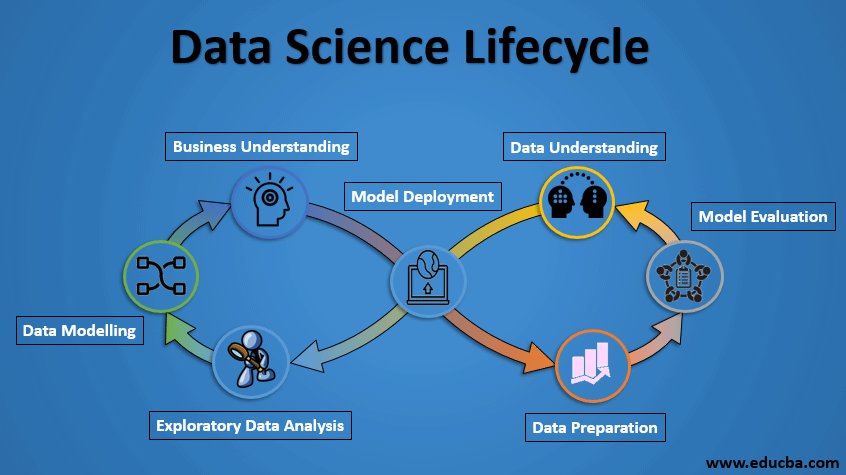 Data Science Lifecycle
Business Understanding
Data Understanding
Model Deployment
Model Evaluation
Data Modelling
Exploratory Data Analysis
Data Preparation
www.educba.com